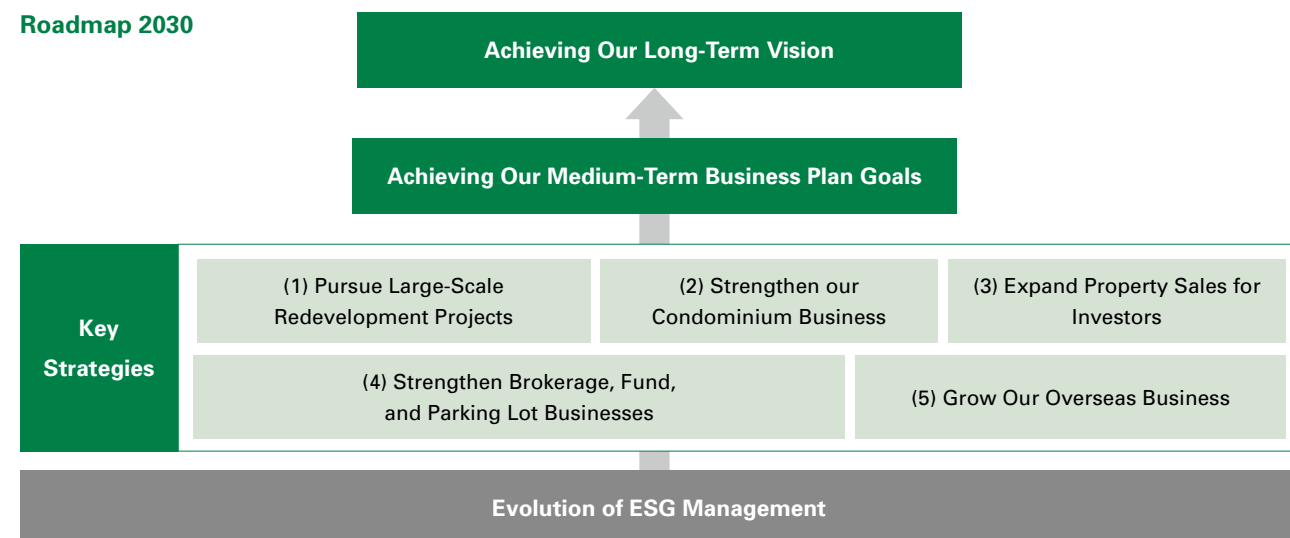 Roadmap 2030
Achieving Our Long-Term Vision
Achieving Our Medium-Term Business Plan Goals
Key
Strategies
(1) Pursue Large-Scale
Redevelopment Projects
(2) Strengthen our
Condominium Business
(3) Expand Property Sales for
Investors
(4) Strengthen Brokerage, Fund,
and Parking Lot Businesses
(5) Grow Our Overseas Business
Evolution of ESG Management